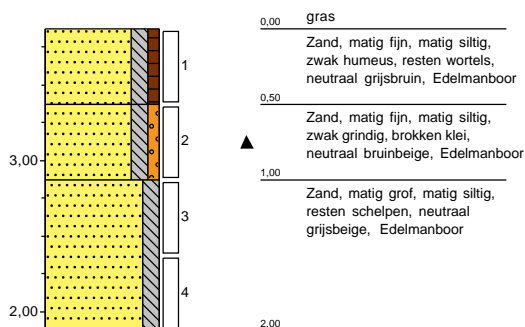 0,00
gras
Zand, matig fijn, matig siltig,
zwak humeus, resten wortels,
neutraal grijsbruin, Edelmanboor
1
0,50
Zand, matig fijn, matig siltig,
zwak grindig, brokken klei,
neutraal bruinbeige, Edelmanboor
2
3,00
1,00
Zand, matig grof, matig siltig,
resten schelpen, neutraal
grijsbeige, Edelmanboor
3
4
2,00
2,00